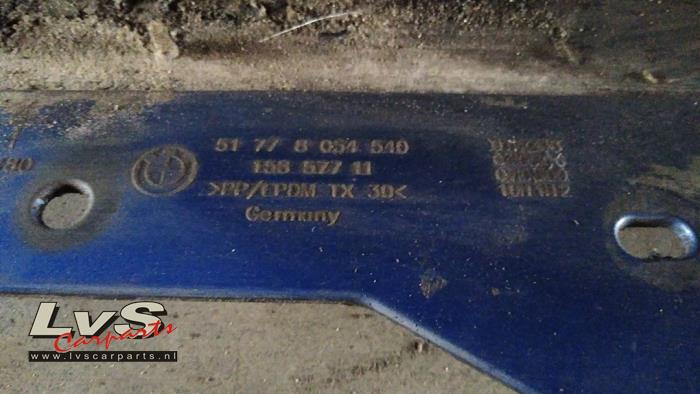 51 77 8 054 540
158 577 11
>PP/EPDM TX 30<
Germany
LvS
Carparts
www.lvscarparts.nl